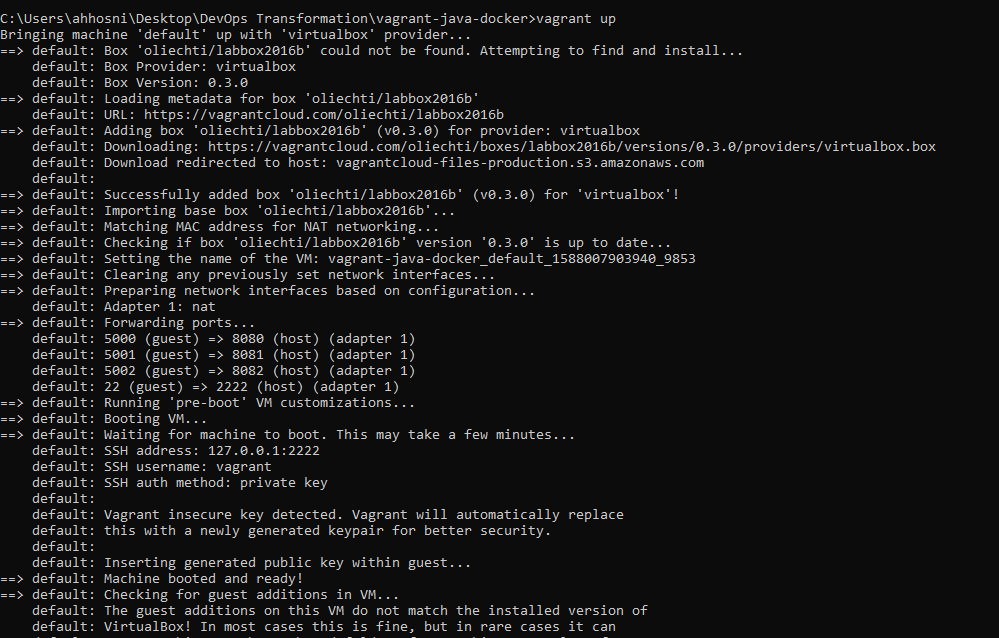 C:\Users\ahhosni\Desktop\DevOps Transformation\vagrant-java-docker>vagrant up
Bringing machine 'default' up with 'virtualbox' provider...
==> default: Box 'oliechti/labbox2016b' could not be found. Attempting to find and install...
    default: Box Provider: virtualbox
    default: Box Version: 0.3.0
==> default: Loading metadata for box 'oliechti/labbox2016b'
    default: URL: https://vagrantcloud.com/oliechti/labbox2016b
==> default: Adding box 'oliechti/labbox2016b' (v0.3.0) for provider: virtualbox
    default: Downloading: https://vagrantcloud.com/oliechti/boxes/labbox2016b/versions/0.3.0/providers/virtualbox.box
    default: Download redirected to host: vagrantcloud-files-production.s3.amazonaws.com
    default:
==> default: Successfully added box 'oliechti/labbox2016b' (v0.3.0) for 'virtualbox'!
==> default: Importing base box 'oliechti/labbox2016b'...
==> default: Matching MAC address for NAT networking...
==> default: Checking if box 'oliechti/labbox2016b' version '0.3.0' is up to date...
==> default: Setting the name of the VM: vagrant-java-docker_default_1588007903940_9853
==> default: Clearing any previously set network interfaces...
==> default: Preparing network interfaces based on configuration...
    default: Adapter 1: nat
==> default: Forwarding ports...
    default: 5000 (guest) => 8080 (host) (adapter 1)
    default: 5001 (guest) => 8081 (host) (adapter 1)
    default: 5002 (guest) => 8082 (host) (adapter 1)
    default: 22 (guest) => 2222 (host) (adapter 1)
==> default: Running 'pre-boot' VM customizations...
==> default: Booting VM...
==> default: Waiting for machine to boot. This may take a few minutes...
    default: SSH address: 127.0.0.1:2222
    default: SSH username: vagrant
    default: SSH auth method: private key
    default:
    default: Vagrant insecure key detected. Vagrant will automatically replace
    default: this with a newly generated keypair for better security.
    default:
    default: Inserting generated public key within guest...
==> default: Machine booted and ready!
==> default: Checking for guest additions in VM...
    default: The guest additions on this VM do not match the installed version of
    default: VirtualBox! In most cases this is fine, but in rare cases it can